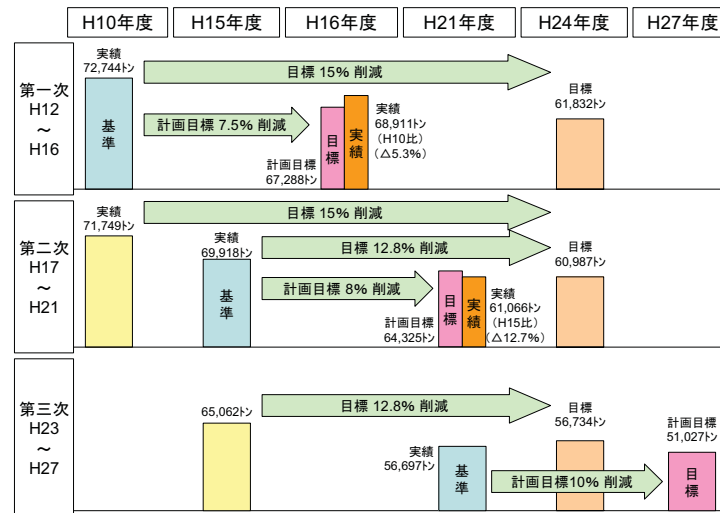 H10年度
H15年度
H16年度
H21年度
H24年度
H27年度
第一次
H12
～
H16
実績
72,744トン
基準
目標 15% 削減
計画目標 7.5% 削減
計画目標
67,288トン
目標
実績
実績
68,911トン
（H10比）
（△5.3%）
目標
61,832トン
第二次
H17
～
H21
実績
71,749トン
目標 15% 削減
実績
69,918トン
基準
目標 12.8% 削減
計画目標 8% 削減
計画目標
64,325トン
目標
実績
実績
61,066トン
（H15比）
（△12.7%）
目標
60,987トン
第三次
H23
～
H27
65,062トン
目標 12.8% 削減
実績
56,697トン
基準
目標
56,734トン
計画目標10% 削減
計画目標
51,027トン
目標